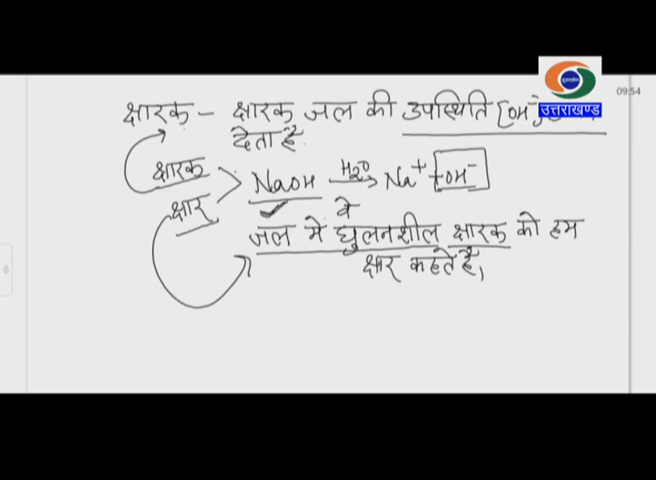 क्षारक – क्षारक जल की उपस्थिति [OH⁻]
देता है
क्षारक
NaOH —H2O→ Na⁺ + OH⁻
क्षार
वे
जल मे घुलनशील क्षारक को हम
क्षार कहते है,
उत्तराखण्ड
09:54